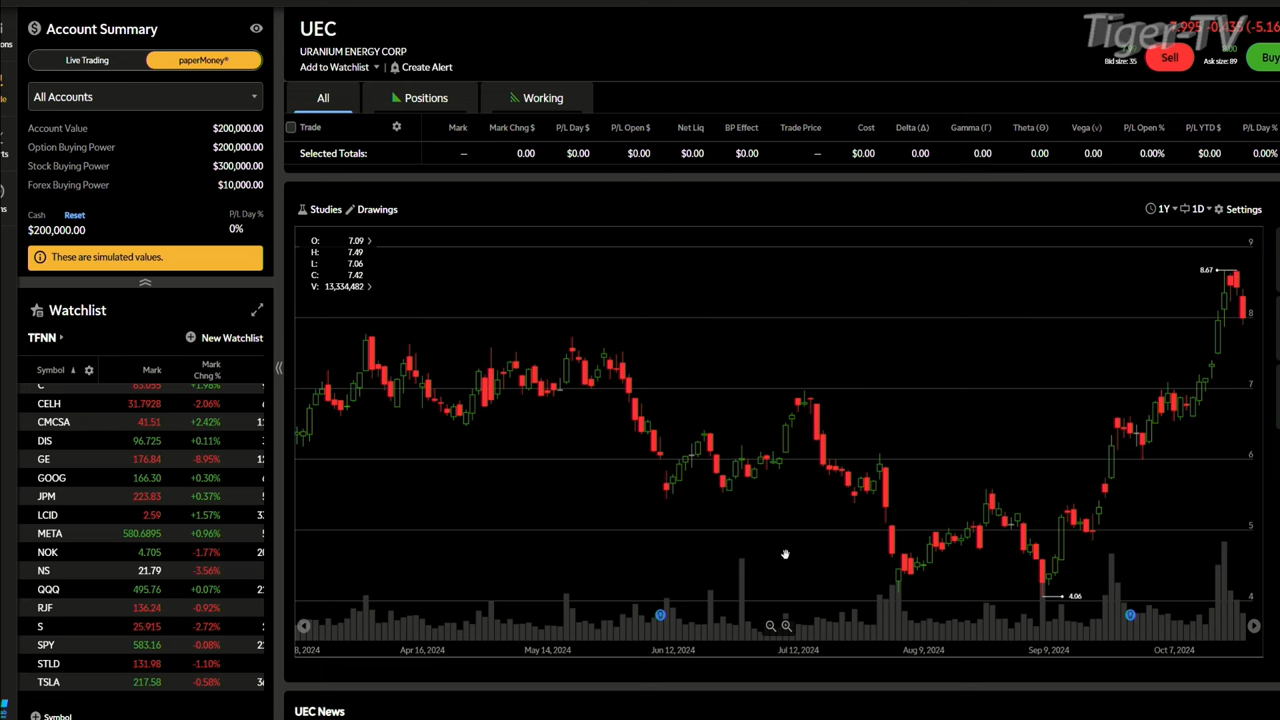 Account Summary
Live Trading paperMoney®
All Accounts
Account Value $200,000.00
Option Buying Power $200,000.00
Stock Buying Power $300,000.00
Forex Buying Power $10,000.00
Cash Reset P/L Day %
$200,000.00 0%
These are simulated values.
Watchlist
TFNN New Watchlist
Symbol Mark Mark Chng %
C 63.055 +1.98%
CELH 31.7928 -2.06%
CMCSA 41.51 +2.42%
DIS 96.725 +0.11%
GE 176.84 -8.95%
GOOG 166.30 +0.30%
JPM 223.83 +0.37%
LCID 2.59 +1.57%
META 580.6895 +0.96%
NOK 4.705 -1.77%
NS 21.79 -3.56%
QQQ 495.76 +0.07%
RJF 136.24 -0.92%
S 25.915 -2.72%
SPY 583.16 -0.08%
STLD 131.98 -1.10%
TSLA 217.58 -0.58%
Symbol
UEC
URANIUM ENERGY CORP
Add to Watchlist Create Alert
Tiger-TV
Bid size: 35 Sell Ask size: 89 Buy
All Positions Working
Trade Mark Mark Chng $ P/L Day $ P/L Open $ Net Liq BP Effect Trade Price Cost Delta (Δ) Gamma (Γ) Theta (Θ) Vega (v) P/L Open % P/L YTD $ P/L Day %
Selected Totals: — 0.00 $0.00 $0.00 $0.00 $0.00 — $0.00 0.00 0.00 0.00 0.00 0.00% $0.00 0.00%
Studies Drawings 1Y 1D Settings
O: 7.09
H: 7.49
L: 7.06
C: 7.42
V: 13,334,482
9
8.67
8
7
6
5
4.06
4
8, 2024 Apr 16, 2024 May 14, 2024 Jun 12, 2024 Jul 12, 2024 Aug 9, 2024 Sep 9, 2024 Oct 7, 2024
UEC News